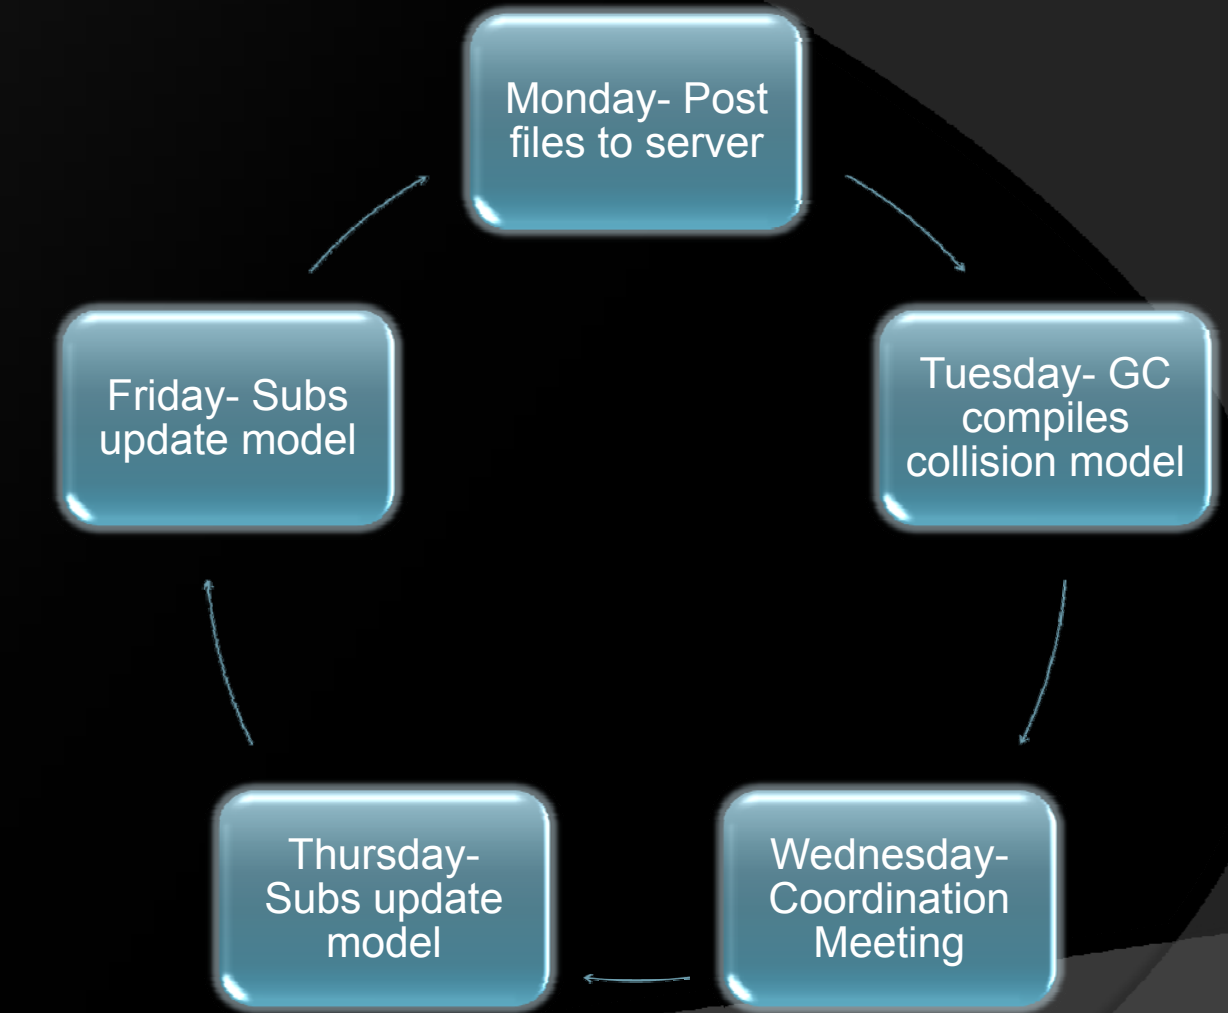 Monday- Post
files to server
Tuesday- GC
compiles
collision model
Wednesday-
Coordination
Meeting
Thursday-
Subs update
model
Friday- Subs
update model